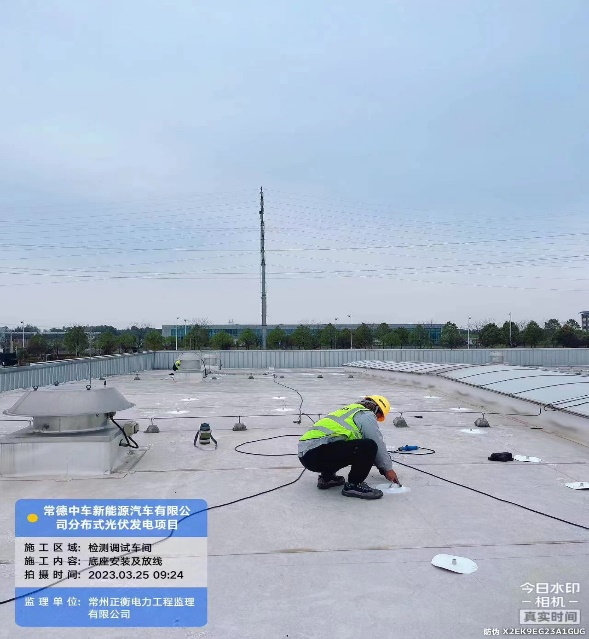 常德中车新能源汽车有限公
司分布式光伏发电项目
施工区域: 检测调试车间
施工内容: 底座安装及放线
拍摄时间: 2023.03.25 09:24
监理单位: 常州正衡电力工程监理
有限公司
今日水印
-相机-
真实时间
防伪 X2EK9EG23A1GUG